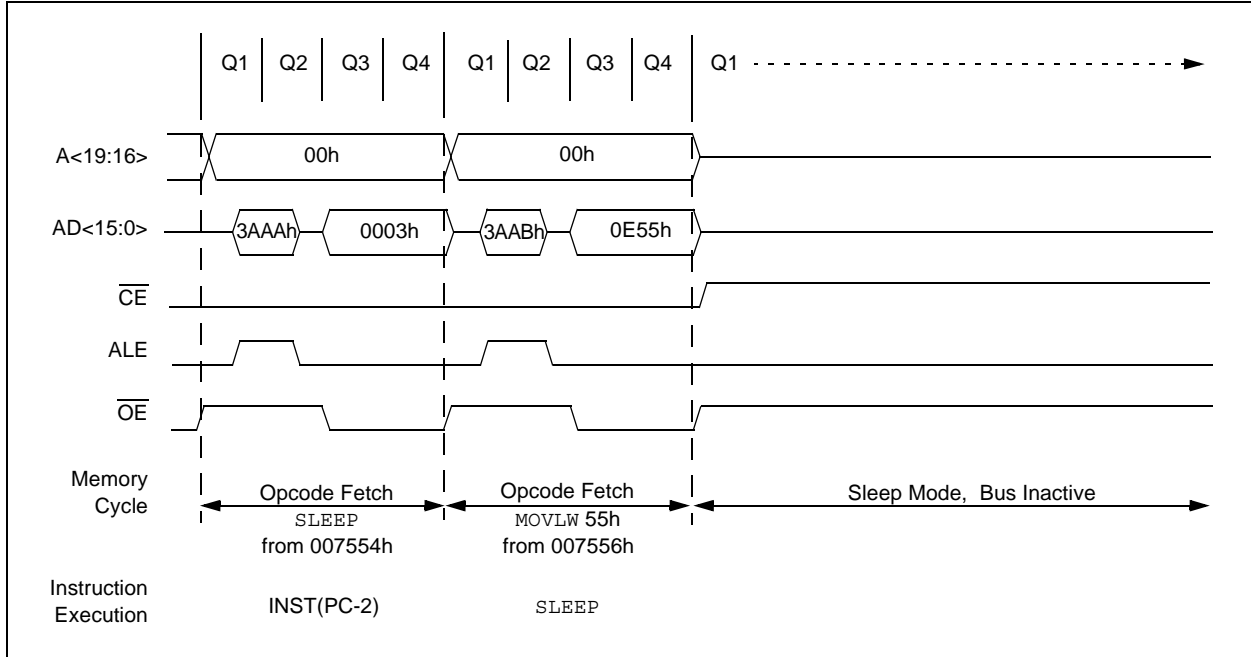 Q1 Q2 Q3 Q4 Q1 Q2 Q3 Q4 Q1
A<19:16> 00h 00h
AD<15:0> 3AAAh 0003h 3AABh 0E55h
CE
ALE
OE
Memory
Cycle
Opcode Fetch
SLEEP
from 007554h
Opcode Fetch
MOVLW 55h
from 007556h
Sleep Mode, Bus Inactive
Instruction
Execution
INST(PC-2) SLEEP